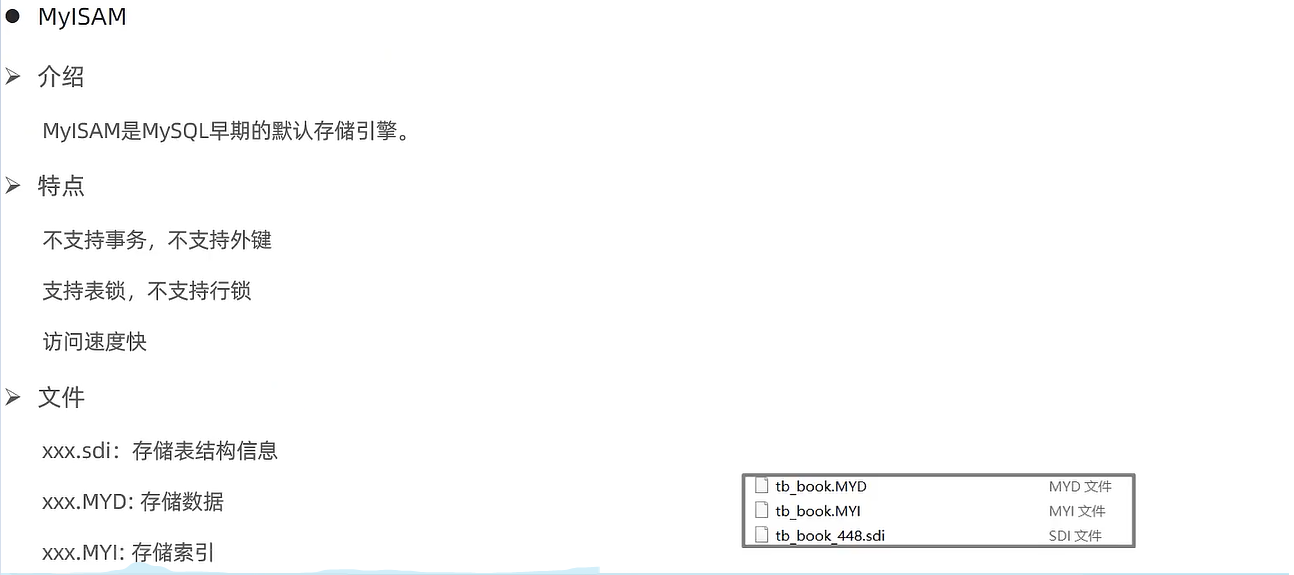 MyISAM
介绍
MyISAM是MySQL早期的默认存储引擎。
特点
不支持事务，不支持外键
支持表锁，不支持行锁
访问速度快
文件
xxx.sdi：存储表结构信息
xxx.MYD: 存储数据
xxx.MYI: 存储索引
tb_book.MYD MYD 文件
tb_book.MYI MYI 文件
tb_book_448.sdi SDI 文件